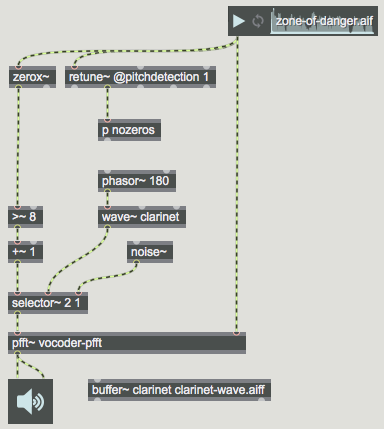 zone-of-danger.aif
zerox~
retune~ @pitchdetection 1
p nozeros
phasor~ 180
>~ 8
wave~ clarinet
+~ 1
noise~
selector~ 2 1
pfft~ vocoder-pfft
buffer~ clarinet clarinet-wave.aiff